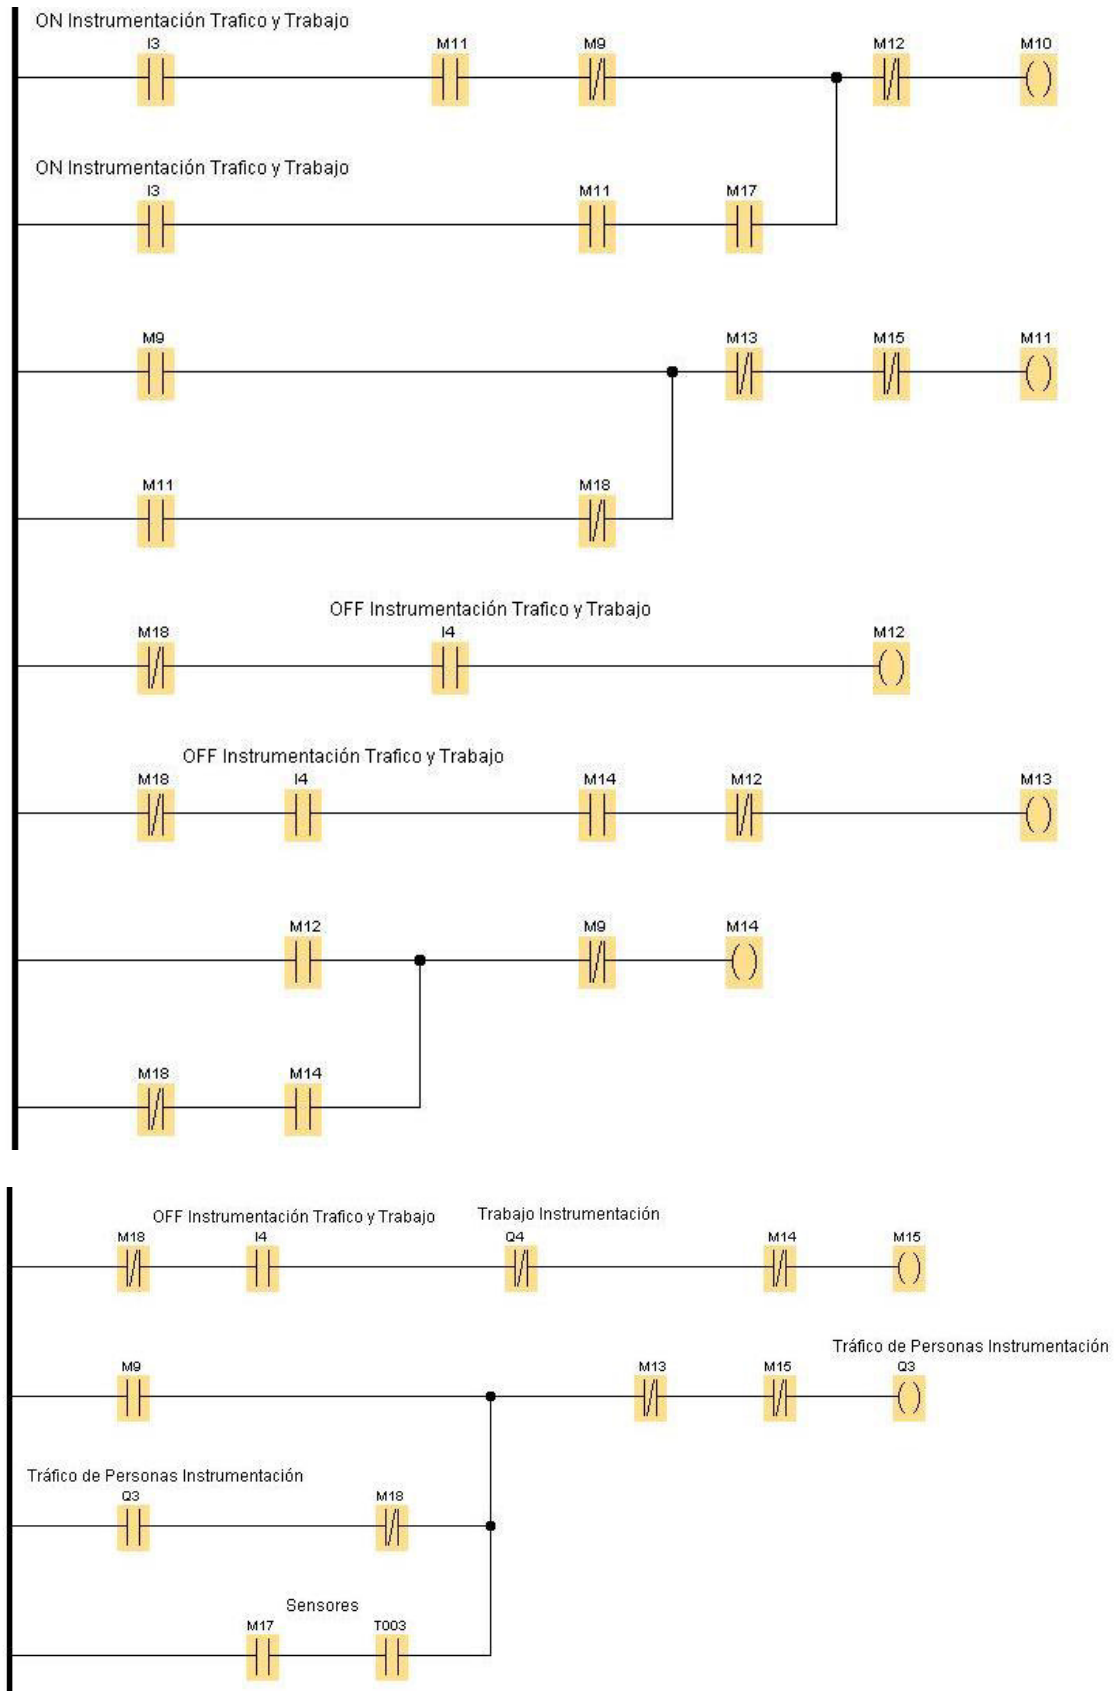 ON Instrumentación Trafico y Trabajo
I3 M11 M9 M12 M10
ON Instrumentación Trafico y Trabajo
I3 M11 M17
M9 M13 M15 M11
M11 M18
OFF Instrumentación Trafico y Trabajo
M18 I4 M12
OFF Instrumentación Trafico y Trabajo
M18 I4 M14 M12 M13
M12 M9 M14
M18 M14
OFF Instrumentación Trafico y Trabajo Trabajo Instrumentación
M18 I4 Q4 M14 M15
Tráfico de Personas Instrumentación
M9 M13 M15 Q3
Tráfico de Personas Instrumentación
Q3 M18
Sensores
M17 T003